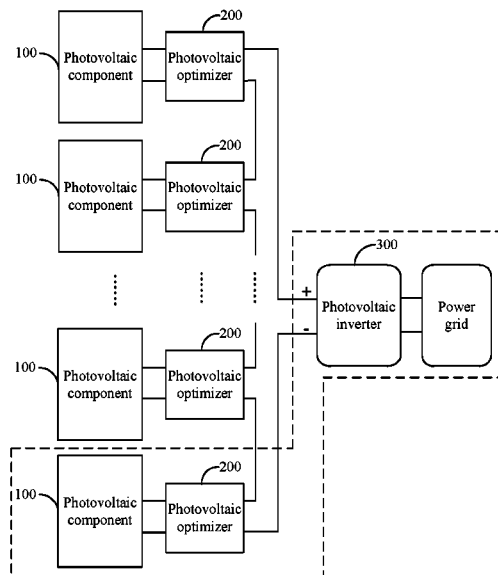 200
100
Photovoltaic
component
Photovoltaic
optimizer
200
100
Photovoltaic
component
Photovoltaic
optimizer
300
+
-
Photovoltaic
inverter
Power
grid
200
100
Photovoltaic
component
Photovoltaic
optimizer
200
100
Photovoltaic
component
Photovoltaic
optimizer